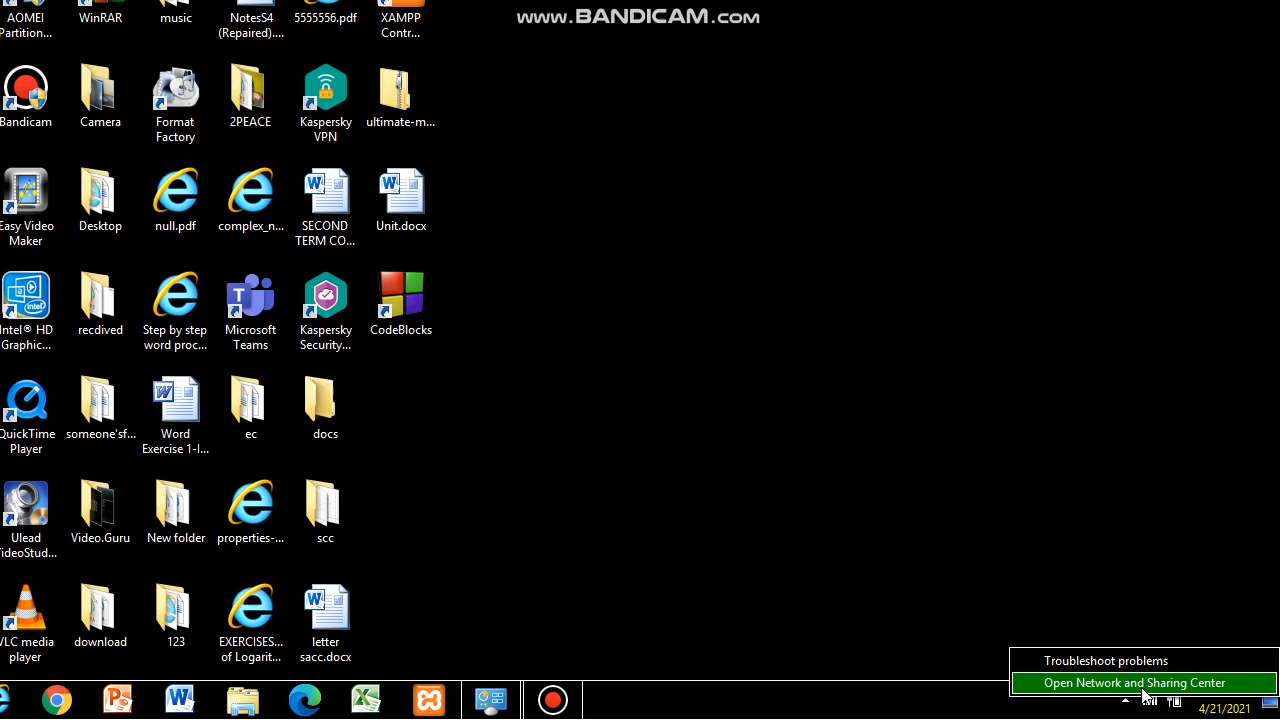 www.BANDICAM.com
AOMEI
Partition...
WinRAR
music
NotesS4
(Repaired)....
5555556.pdf
XAMPP
Contr...
Bandicam
Camera
Format
Factory
2PEACE
Kaspersky
VPN
ultimate-m...
Easy Video
Maker
Desktop
null.pdf
complex_n...
SECOND
TERM CO...
Unit.docx
Intel® HD
Graphic...
recdived
Step by step
word proc...
Microsoft
Teams
Kaspersky
Security...
CodeBlocks
QuickTime
Player
someone'sf...
Word
Exercise 1-I...
ec
docs
Ulead
VideoStud...
Video.Guru
New folder
properties-...
scc
VLC media
player
download
123
EXERCISES...
of Logarit...
letter
sacc.docx
Troubleshoot problems
Open Network and Sharing Center
4/21/2021